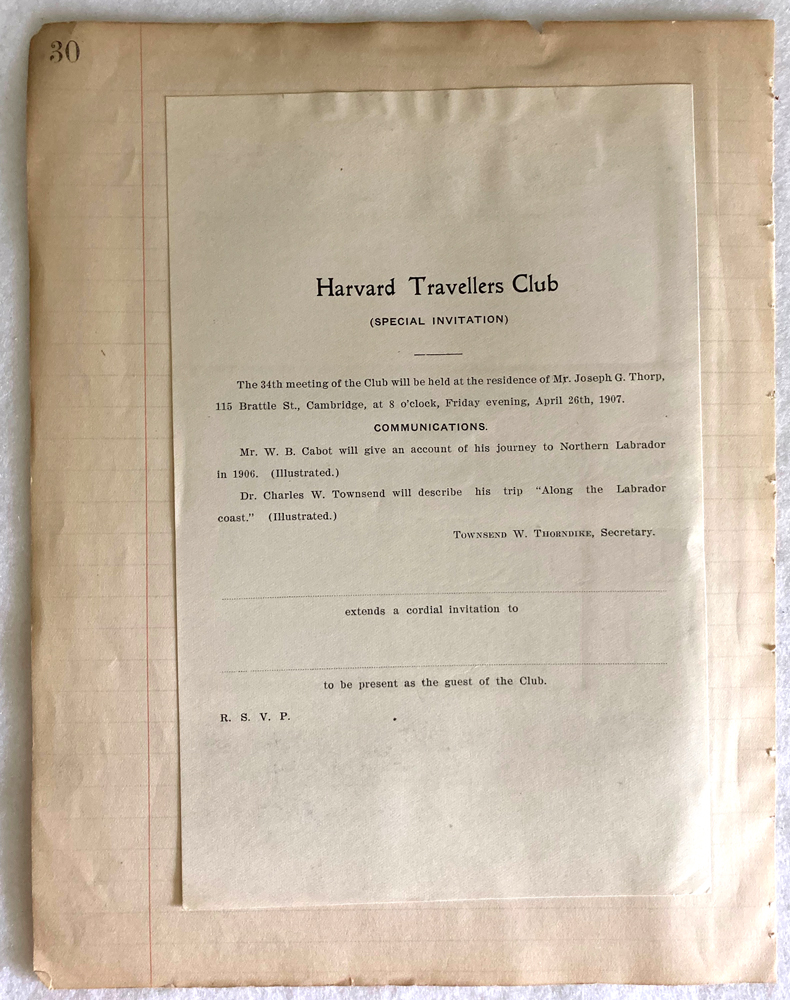 30
Harvard Travellers Club
(SPECIAL INVITATION)
The 34th meeting of the Club will be held at the residence of Mr. Joseph G. Thorp,
115 Brattle St., Cambridge, at 8 o'clock, Friday evening, April 26th, 1907.
COMMUNICATIONS.
Mr. W. B. Cabot will give an account of his journey to Northern Labrador
in 1906. (Illustrated.)
Dr. Charles W. Townsend will describe his trip "Along the Labrador
coast." (Illustrated.)
TOWNSEND W. THORNDIKE, Secretary.
extends a cordial invitation to
to be present as the guest of the Club.
R. S. V. P.